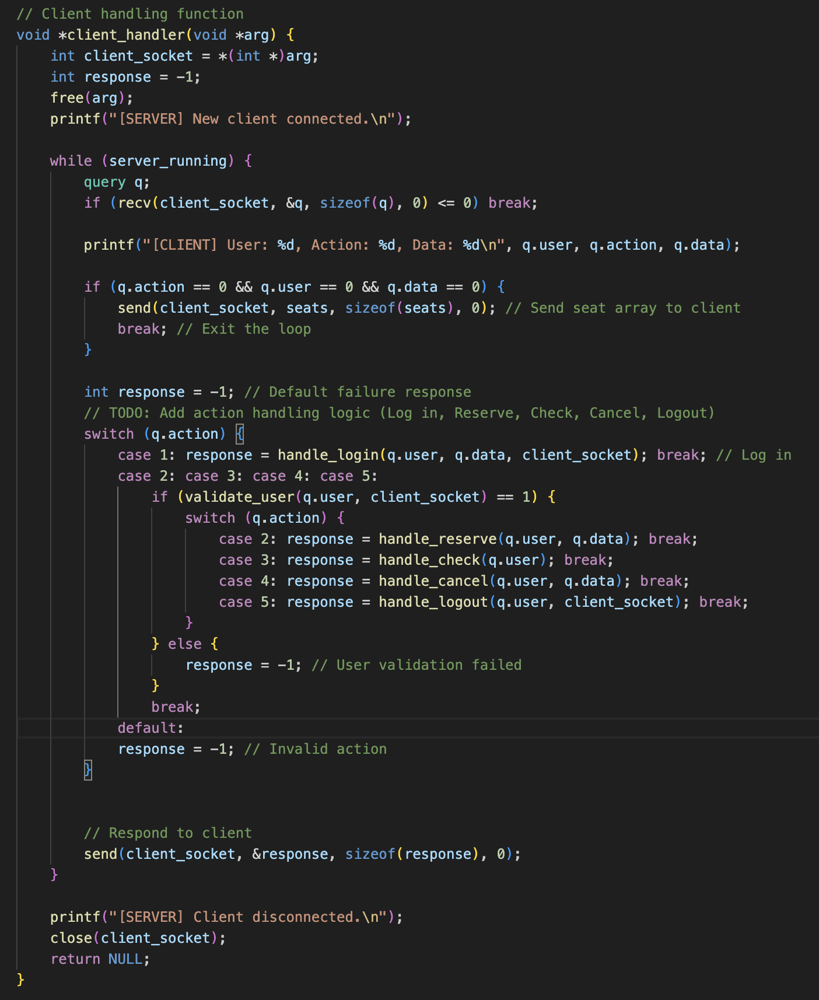 // Client handling function
void *client_handler(void *arg) {
    int client_socket = *(int *)arg;
    int response = -1;
    free(arg);
    printf("[SERVER] New client connected.\n");

    while (server_running) {
        query q;
        if (recv(client_socket, &q, sizeof(q), 0) <= 0) break;

        printf("[CLIENT] User: %d, Action: %d, Data: %d\n", q.user, q.action, q.data);

        if (q.action == 0 && q.user == 0 && q.data == 0) {
            send(client_socket, seats, sizeof(seats), 0); // Send seat array to client
            break; // Exit the loop
        }

        int response = -1; // Default failure response
        // TODO: Add action handling logic (Log in, Reserve, Check, Cancel, Logout)
        switch (q.action) {
            case 1: response = handle_login(q.user, q.data, client_socket); break; // Log in
            case 2: case 3: case 4: case 5:
                if (validate_user(q.user, client_socket) == 1) {
                    switch (q.action) {
                        case 2: response = handle_reserve(q.user, q.data); break;
                        case 3: response = handle_check(q.user); break;
                        case 4: response = handle_cancel(q.user, q.data); break;
                        case 5: response = handle_logout(q.user, client_socket); break;
                    }
                } else {
                    response = -1; // User validation failed
                }
                break;
            default:
            response = -1; // Invalid action
        }


        // Respond to client
        send(client_socket, &response, sizeof(response), 0);
    }

    printf("[SERVER] Client disconnected.\n");
    close(client_socket);
    return NULL;
}